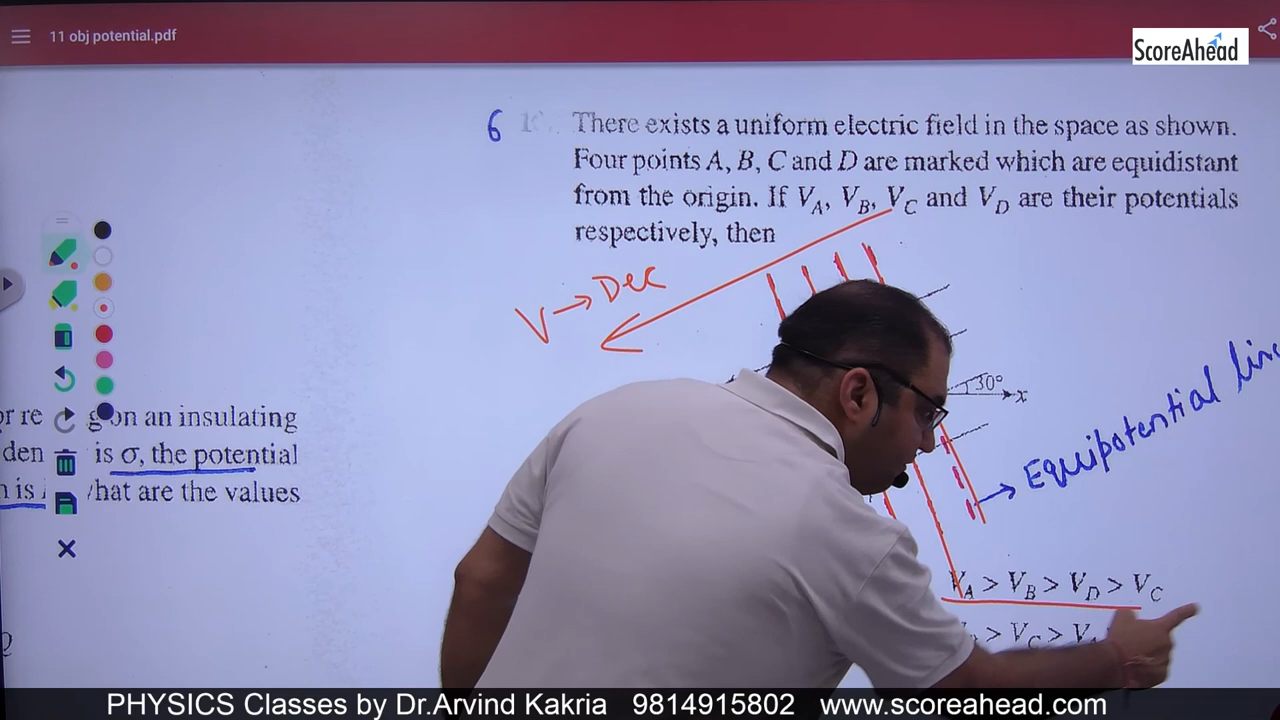 11 obj potential.pdf
ScoreAhead
6
There exists a uniform electric field in the space as shown.
Four points A, B, C and D are marked which are equidistant
from the origin. If V_A, V_B, V_C and V_D are their potentials
respectively, then
V → Dec
30°
x
Equipotential
on an insulating
is σ, the potential
are the values
V_A > V_B > V_D > V_C
> V_C >
PHYSICS Classes by Dr.Arvind Kakria 9814915802 www.scoreahead.com